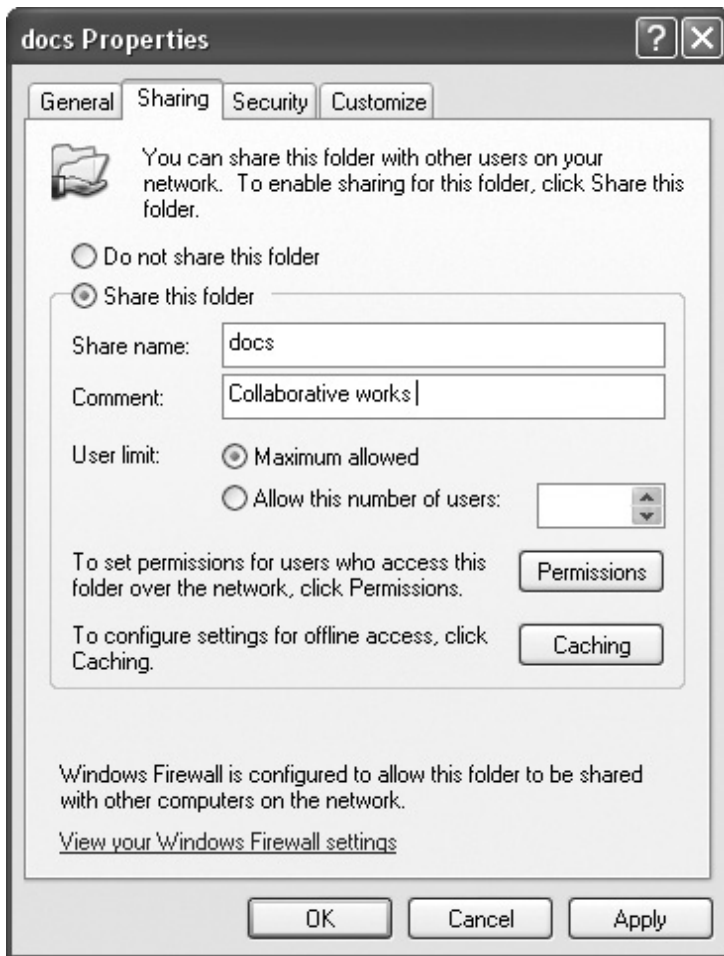 docs Properties
General Sharing Security Customize
You can share this folder with other users on your
network. To enable sharing for this folder, click Share this
folder.
Do not share this folder
Share this folder
Share name: docs
Comment: Collaborative works
User limit: Maximum allowed
Allow this number of users:
To set permissions for users who access this
folder over the network, click Permissions.
Permissions
To configure settings for offline access, click
Caching.
Caching
Windows Firewall is configured to allow this folder to be shared
with other computers on the network.
View your Windows Firewall settings
OK Cancel Apply